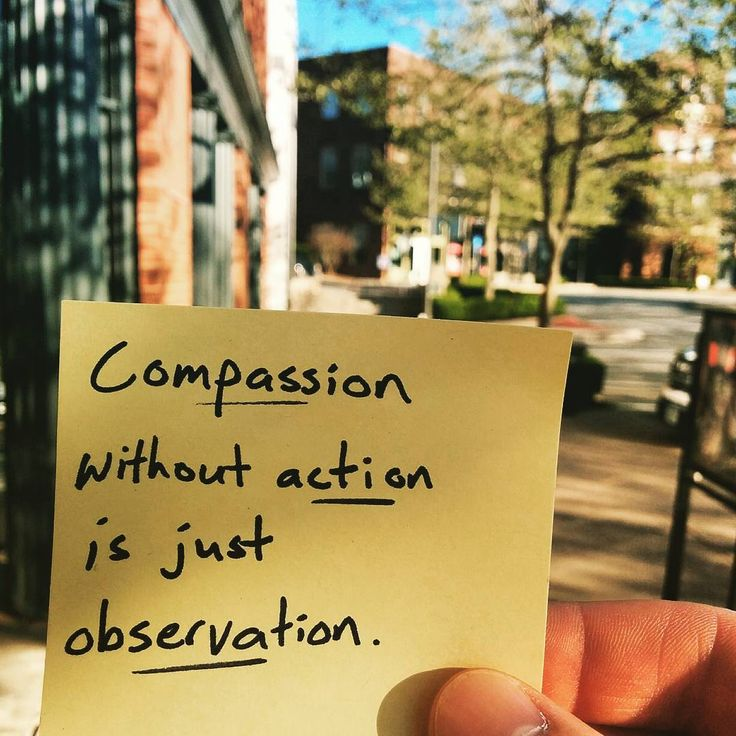 Compassion
without action
is just
observation.